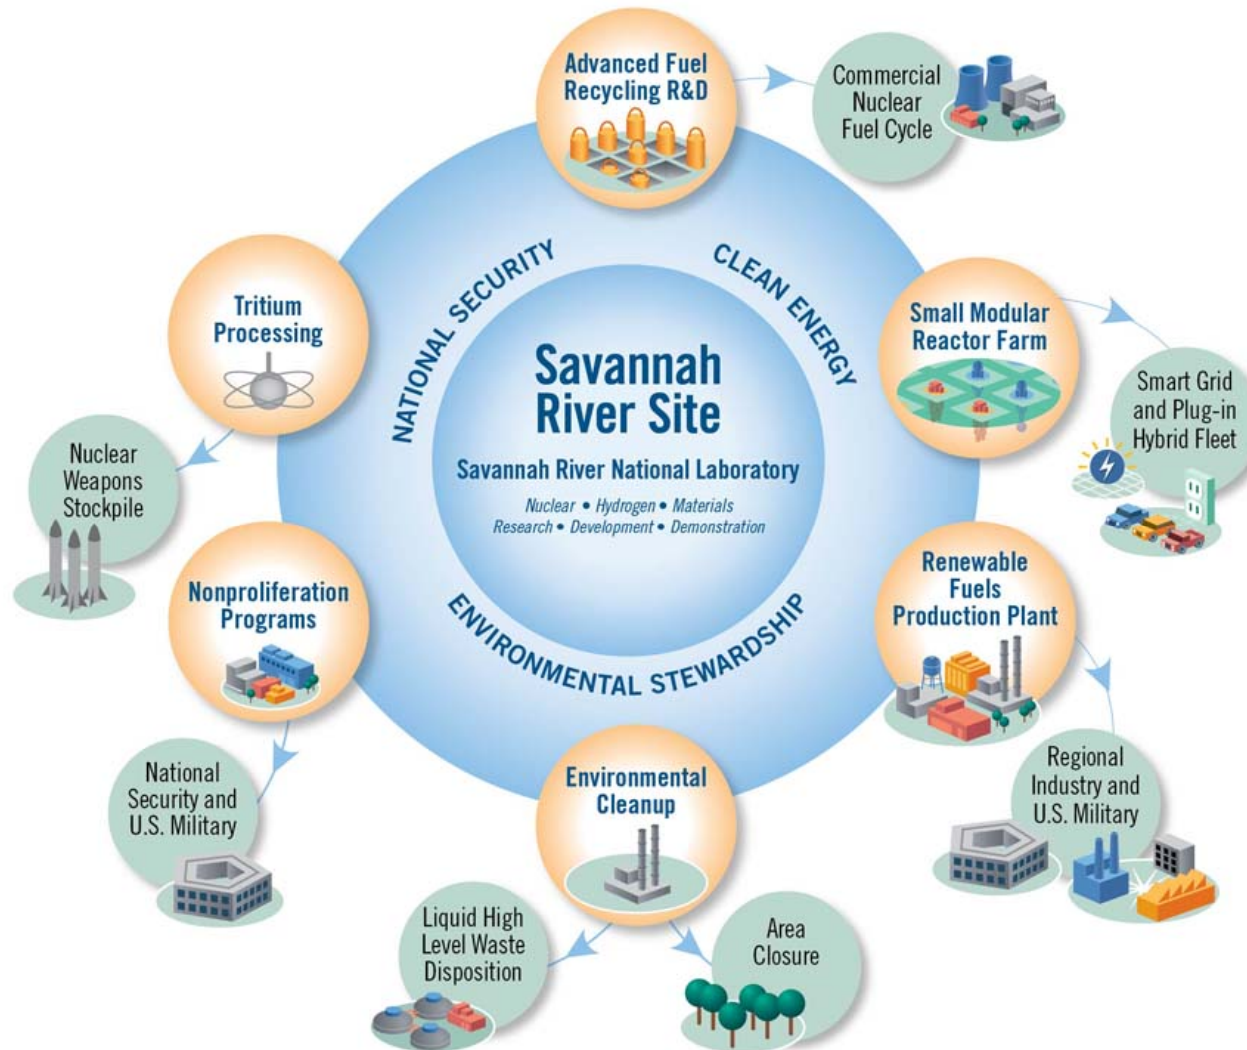 Advanced Fuel
Recycling R&D
Commercial
Nuclear
Fuel Cycle
NATIONAL SECURITY
CLEAN ENERGY
Tritium
Processing
Small Modular
Reactor Farm
Savannah
River Site
Savannah River National Laboratory
Nuclear • Hydrogen • Materials
Research • Development • Demonstration
Smart Grid
and Plug-in
Hybrid Fleet
Nuclear
Weapons
Stockpile
Nonproliferation
Programs
ENVIRONMENTAL STEWARDSHIP
Renewable
Fuels
Production Plant
National
Security and
U.S. Military
Environmental
Cleanup
Regional
Industry and
U.S. Military
Liquid High
Level Waste
Disposition
Area
Closure